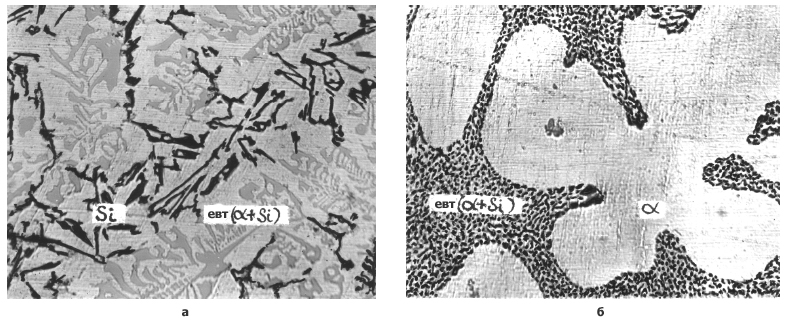 Si
евт(α+Si)
евт(α+Si)
α
а
б